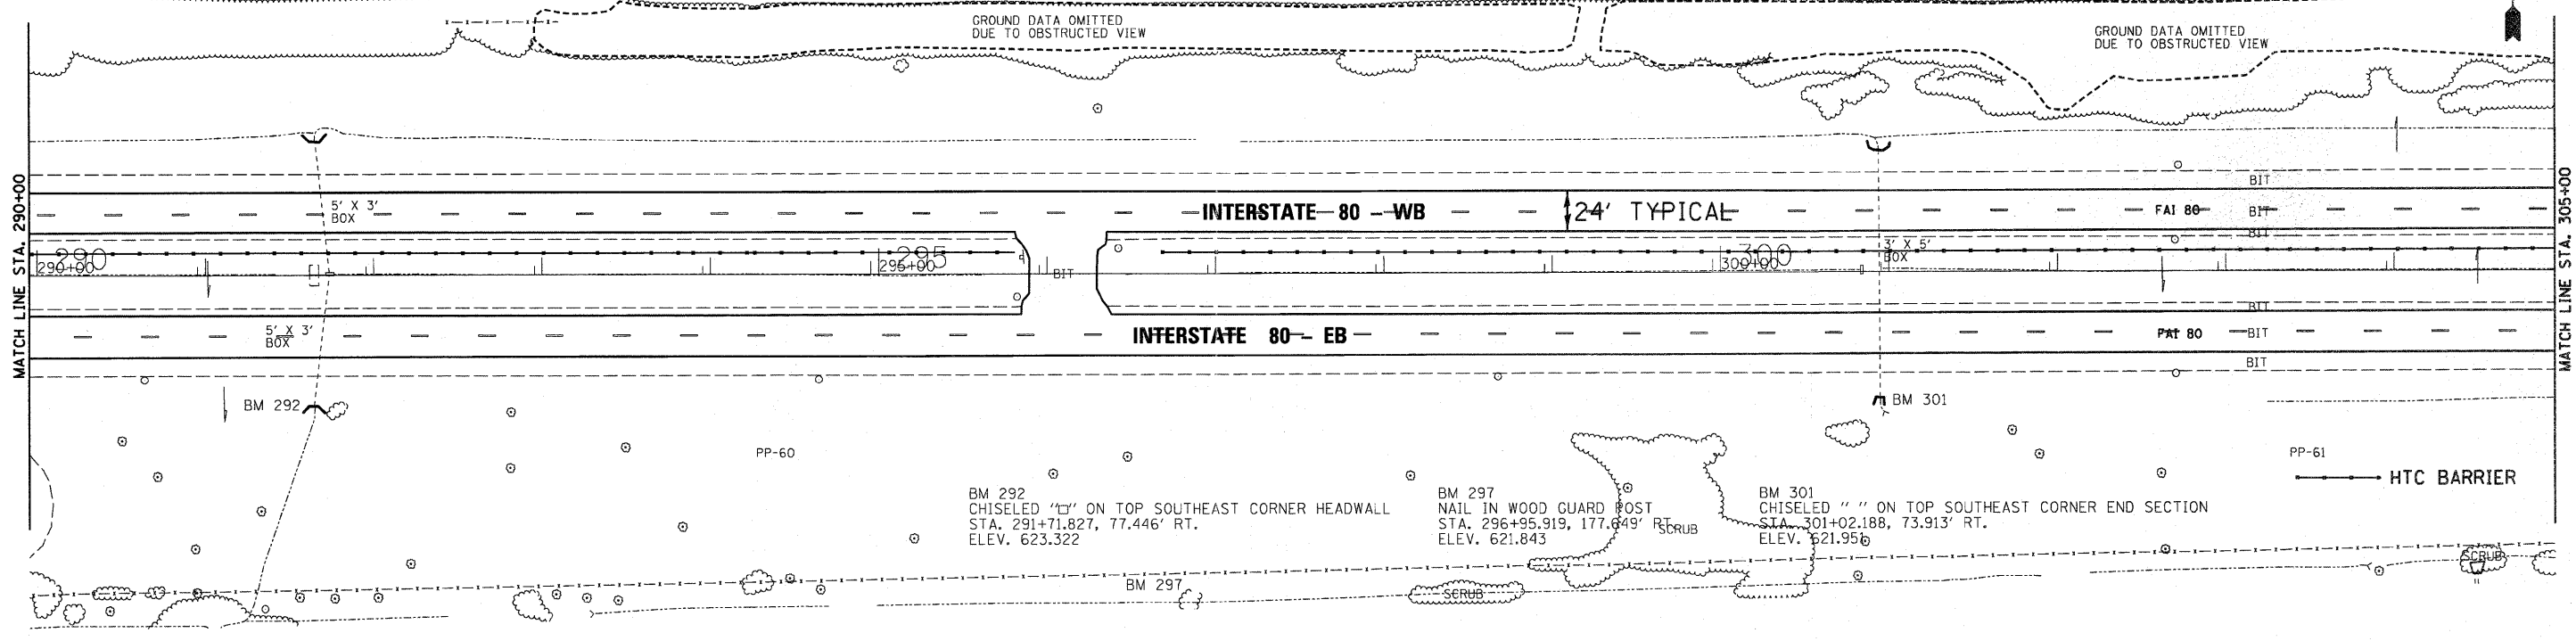 GROUND DATA OMITTED
DUE TO OBSTRUCTED VIEW
GROUND DATA OMITTED
DUE TO OBSTRUCTED VIEW
MATCH LINE STA. 290+00
MATCH LINE STA. 305+00
BIT
5' X 3'
BOX
INTERSTATE 80 - WB
24' TYPICAL
FAI 80
BIT
BIT
290
290+00
295
295+00
BIT
300
300+00
3' X 5'
BOX
BIT
5' X 3'
BOX
INTERSTATE 80 - EB
FAI 80
BIT
BIT
BM 292
BM 301
PP-60
PP-61
HTC BARRIER
BM 292
CHISELED "□" ON TOP SOUTHEAST CORNER HEADWALL
STA. 291+71.827, 77.446' RT.
ELEV. 623.322
BM 297
NAIL IN WOOD GUARD POST
STA. 296+95.919, 177.649' RT.
ELEV. 621.843
SCRUB
BM 301
CHISELED " " ON TOP SOUTHEAST CORNER END SECTION
STA. 301+02.188, 73.913' RT.
ELEV. 621.951
SCRUB
BM 297
SCRUB